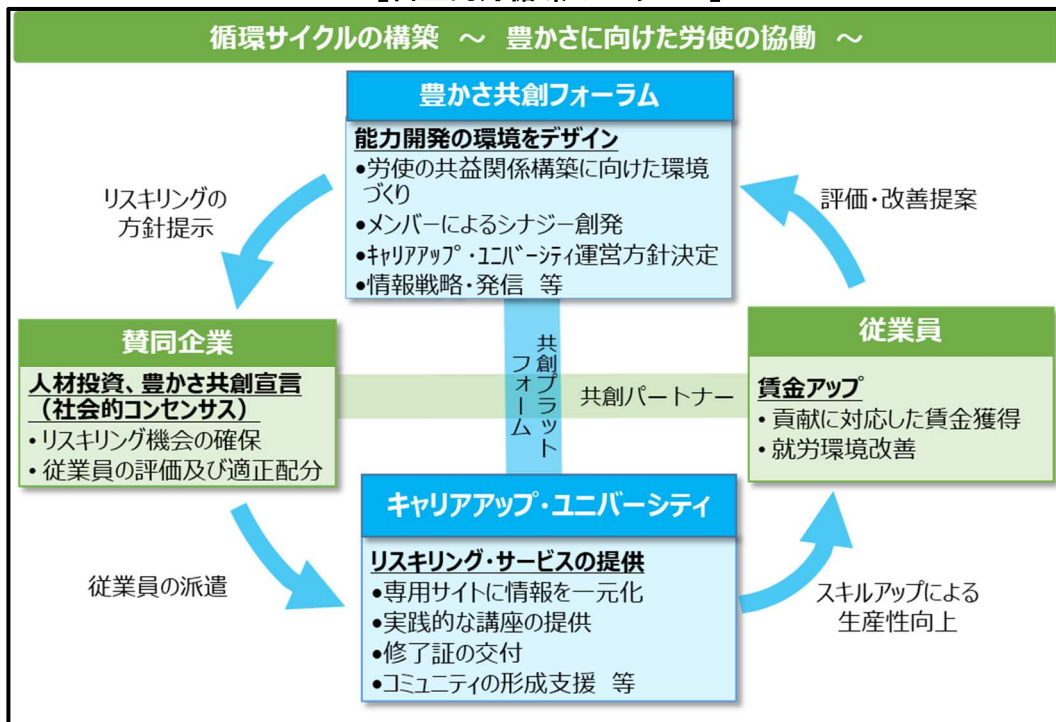 循環サイクルの構築 ～ 豊かさに向けた労使の協働 ～
豊かさ共創フォーラム
能力開発の環境をデザイン
•労使の共益関係構築に向けた環境
づくり
•メンバーによるシナジー創発
•ｷｬﾘｱｱｯﾌﾟ・ﾕﾆﾊﾞｰｼﾃｨ運営方針決定
•情報戦略・発信 等
リスキリングの
方針提示
評価・改善提案
賛同企業
人材投資、豊かさ共創宣言
（社会的コンセンサス）
・リスキリング機会の確保
・従業員の評価及び適正配分
共創プラット
フォーム
共創パートナー
従業員
賃金アップ
・貢献に対応した賃金獲得
・就労環境改善
キャリアアップ・ユニバーシティ
リスキリング・サービスの提供
•専用サイトに情報を一元化
•実践的な講座の提供
•修了証の交付
•コミュニティの形成支援 等
従業員の派遣
スキルアップによる
生産性向上